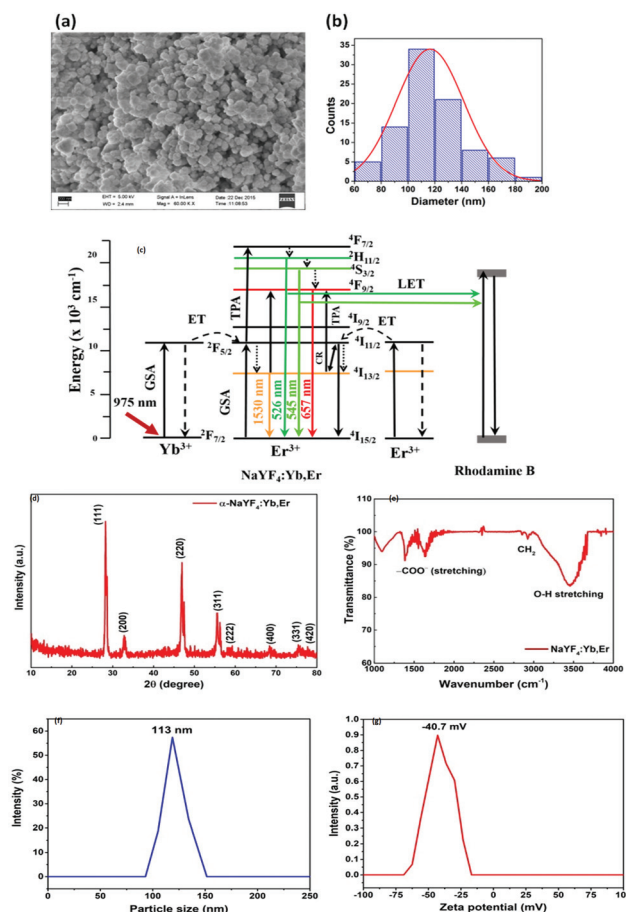 (a)
(b)
EHT = 5.00 kV
Signal A = InLens
Date :22 Dec 2015
WD = 2.4 mm
Mag = 60.00 K X
Time :11:09:53
ZEISS
Counts
35
30
25
20
15
10
5
0
60 80 100 120 140 160 180 200
Diameter (nm)
(c)
Energy (x 10³ cm⁻¹)
20
15
10
5
0
⁴F₇/₂
²H₁₁/₂
⁴S₃/₂
⁴F₉/₂
⁴I₉/₂
⁴I₁₁/₂
⁴I₁₃/₂
⁴I₁₅/₂
²F₅/₂
²F₇/₂
LET
TPA
TPA
ET
ET
GSA
GSA
CR
975 nm
1530 nm
526 nm
545 nm
657 nm
Yb³⁺
Er³⁺
Er³⁺
NaYF₄:Yb,Er
Rhodamine B
(d)
α-NaYF₄:Yb,Er
Intensity (a.u.)
(111)
(200)
(220)
(311)
(222)
(400)
(331)
(420)
10 20 30 40 50 60 70 80
2θ (degree)
(e)
Transmittance (%)
110
100
90
80
70
60
–COO⁻ (stretching)
CH₂
O-H stretching
NaYF₄:Yb,Er
1000 1500 2000 2500 3000 3500 4000
Wavenumber (cm⁻¹)
(f)
113 nm
Intensity (%)
60
50
40
30
20
10
0
0 50 100 150 200 250
Particle size (nm)
(g)
-40.7 mV
Intensity (a.u.)
1.0
0.9
0.8
0.7
0.6
0.5
0.4
0.3
0.2
0.1
0.0
-100 -75 -50 -25 0 25 50 75 100
Zeta potential (mV)